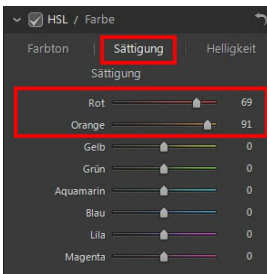 HSL / Farbe
Farbton | Sättigung | Helligkeit
Sättigung
Rot 69
Orange 91
Gelb 0
Grün 0
Aquamarin 0
Blau 0
Lila 0
Magenta 0